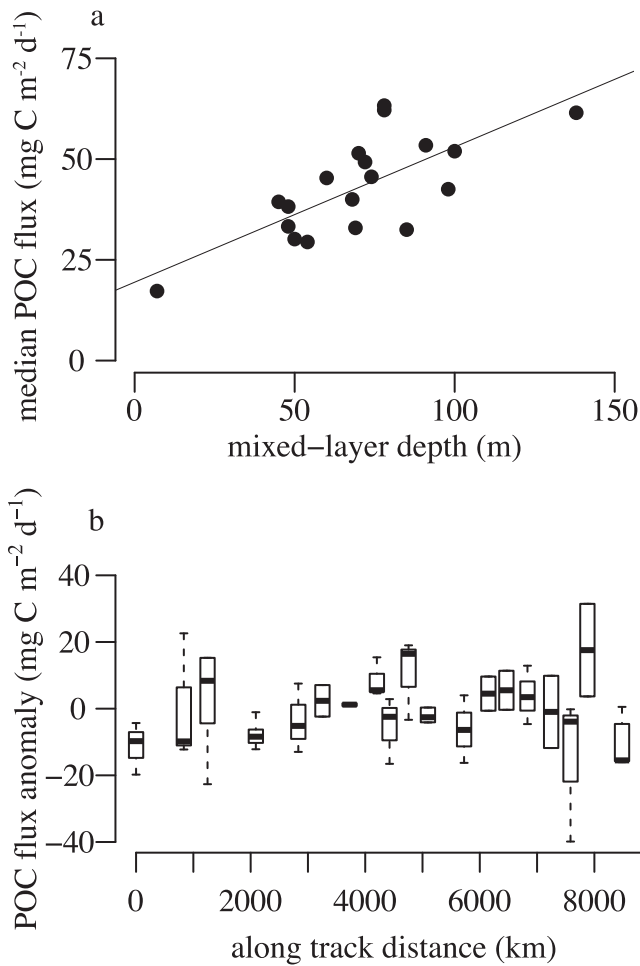 a
median POC flux (mg C m⁻² d⁻¹)
75
50
25
0
0 50 100 150
mixed−layer depth (m)
b
POC flux anomaly (mg C m⁻² d⁻¹)
40
20
0
−20
−40
0 2000 4000 6000 8000
along track distance (km)